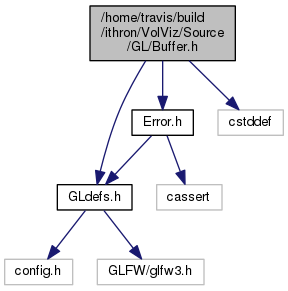 /home/travis/build
/ithron/VolViz/Source
/GL/Buffer.h
Error.h
cstddef
GLdefs.h
cassert
config.h
GLFW/glfw3.h